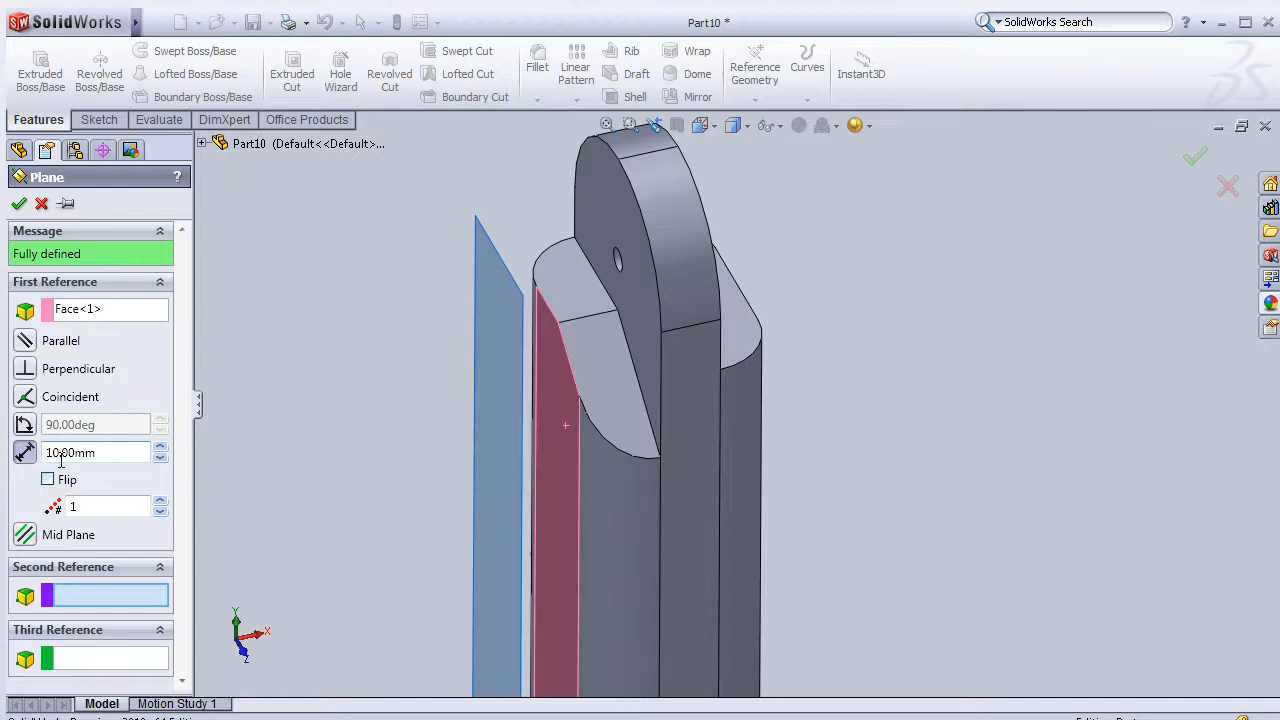 SolidWorks
Part10 *
SolidWorks Search
?
Extruded Boss/Base
Revolved Boss/Base
Swept Boss/Base
Lofted Boss/Base
Boundary Boss/Base
Extruded Cut
Hole Wizard
Revolved Cut
Swept Cut
Lofted Cut
Boundary Cut
Fillet
Linear Pattern
Rib
Draft
Shell
Wrap
Dome
Mirror
Reference Geometry
Curves
Instant3D
Features
Sketch
Evaluate
DimXpert
Office Products
Part10 (Default<<Default>...
Plane
?
Message
Fully defined
First Reference
Face<1>
Parallel
Perpendicular
Coincident
90.00deg
10.00mm
Flip
1
Mid Plane
Second Reference
Third Reference
Y
X
Z
Model
Motion Study 1